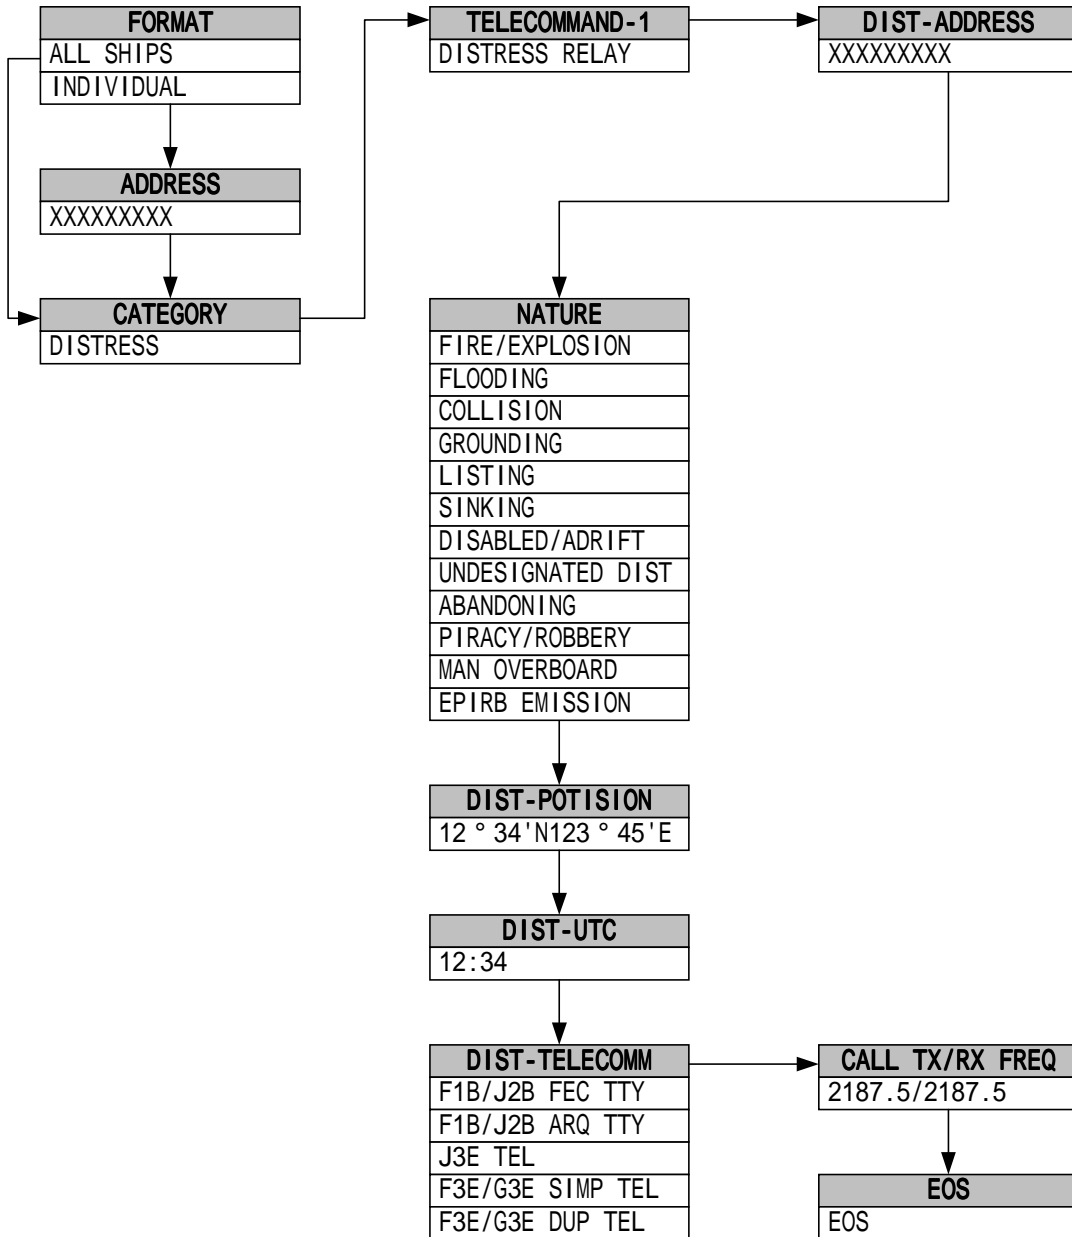 FORMAT
ALL SHIPS
INDIVIDUAL
ADDRESS
XXXXXXXXX
CATEGORY
DISTRESS
TELECOMMAND-1
DISTRESS RELAY
DIST-ADDRESS
XXXXXXXXX
NATURE
FIRE/EXPLOSION
FLOODING
COLLISION
GROUNDING
LISTING
SINKING
DISABLED/ADRIFT
UNDESIGNATED DIST
ABANDONING
PIRACY/ROBBERY
MAN OVERBOARD
EPIRB EMISSION
DIST-POTISION
12 ° 34'N123 ° 45'E
DIST-UTC
12:34
DIST-TELECOMM
F1B/J2B FEC TTY
F1B/J2B ARQ TTY
J3E TEL
F3E/G3E SIMP TEL
F3E/G3E DUP TEL
CALL TX/RX FREQ
2187.5/2187.5
EOS
EOS